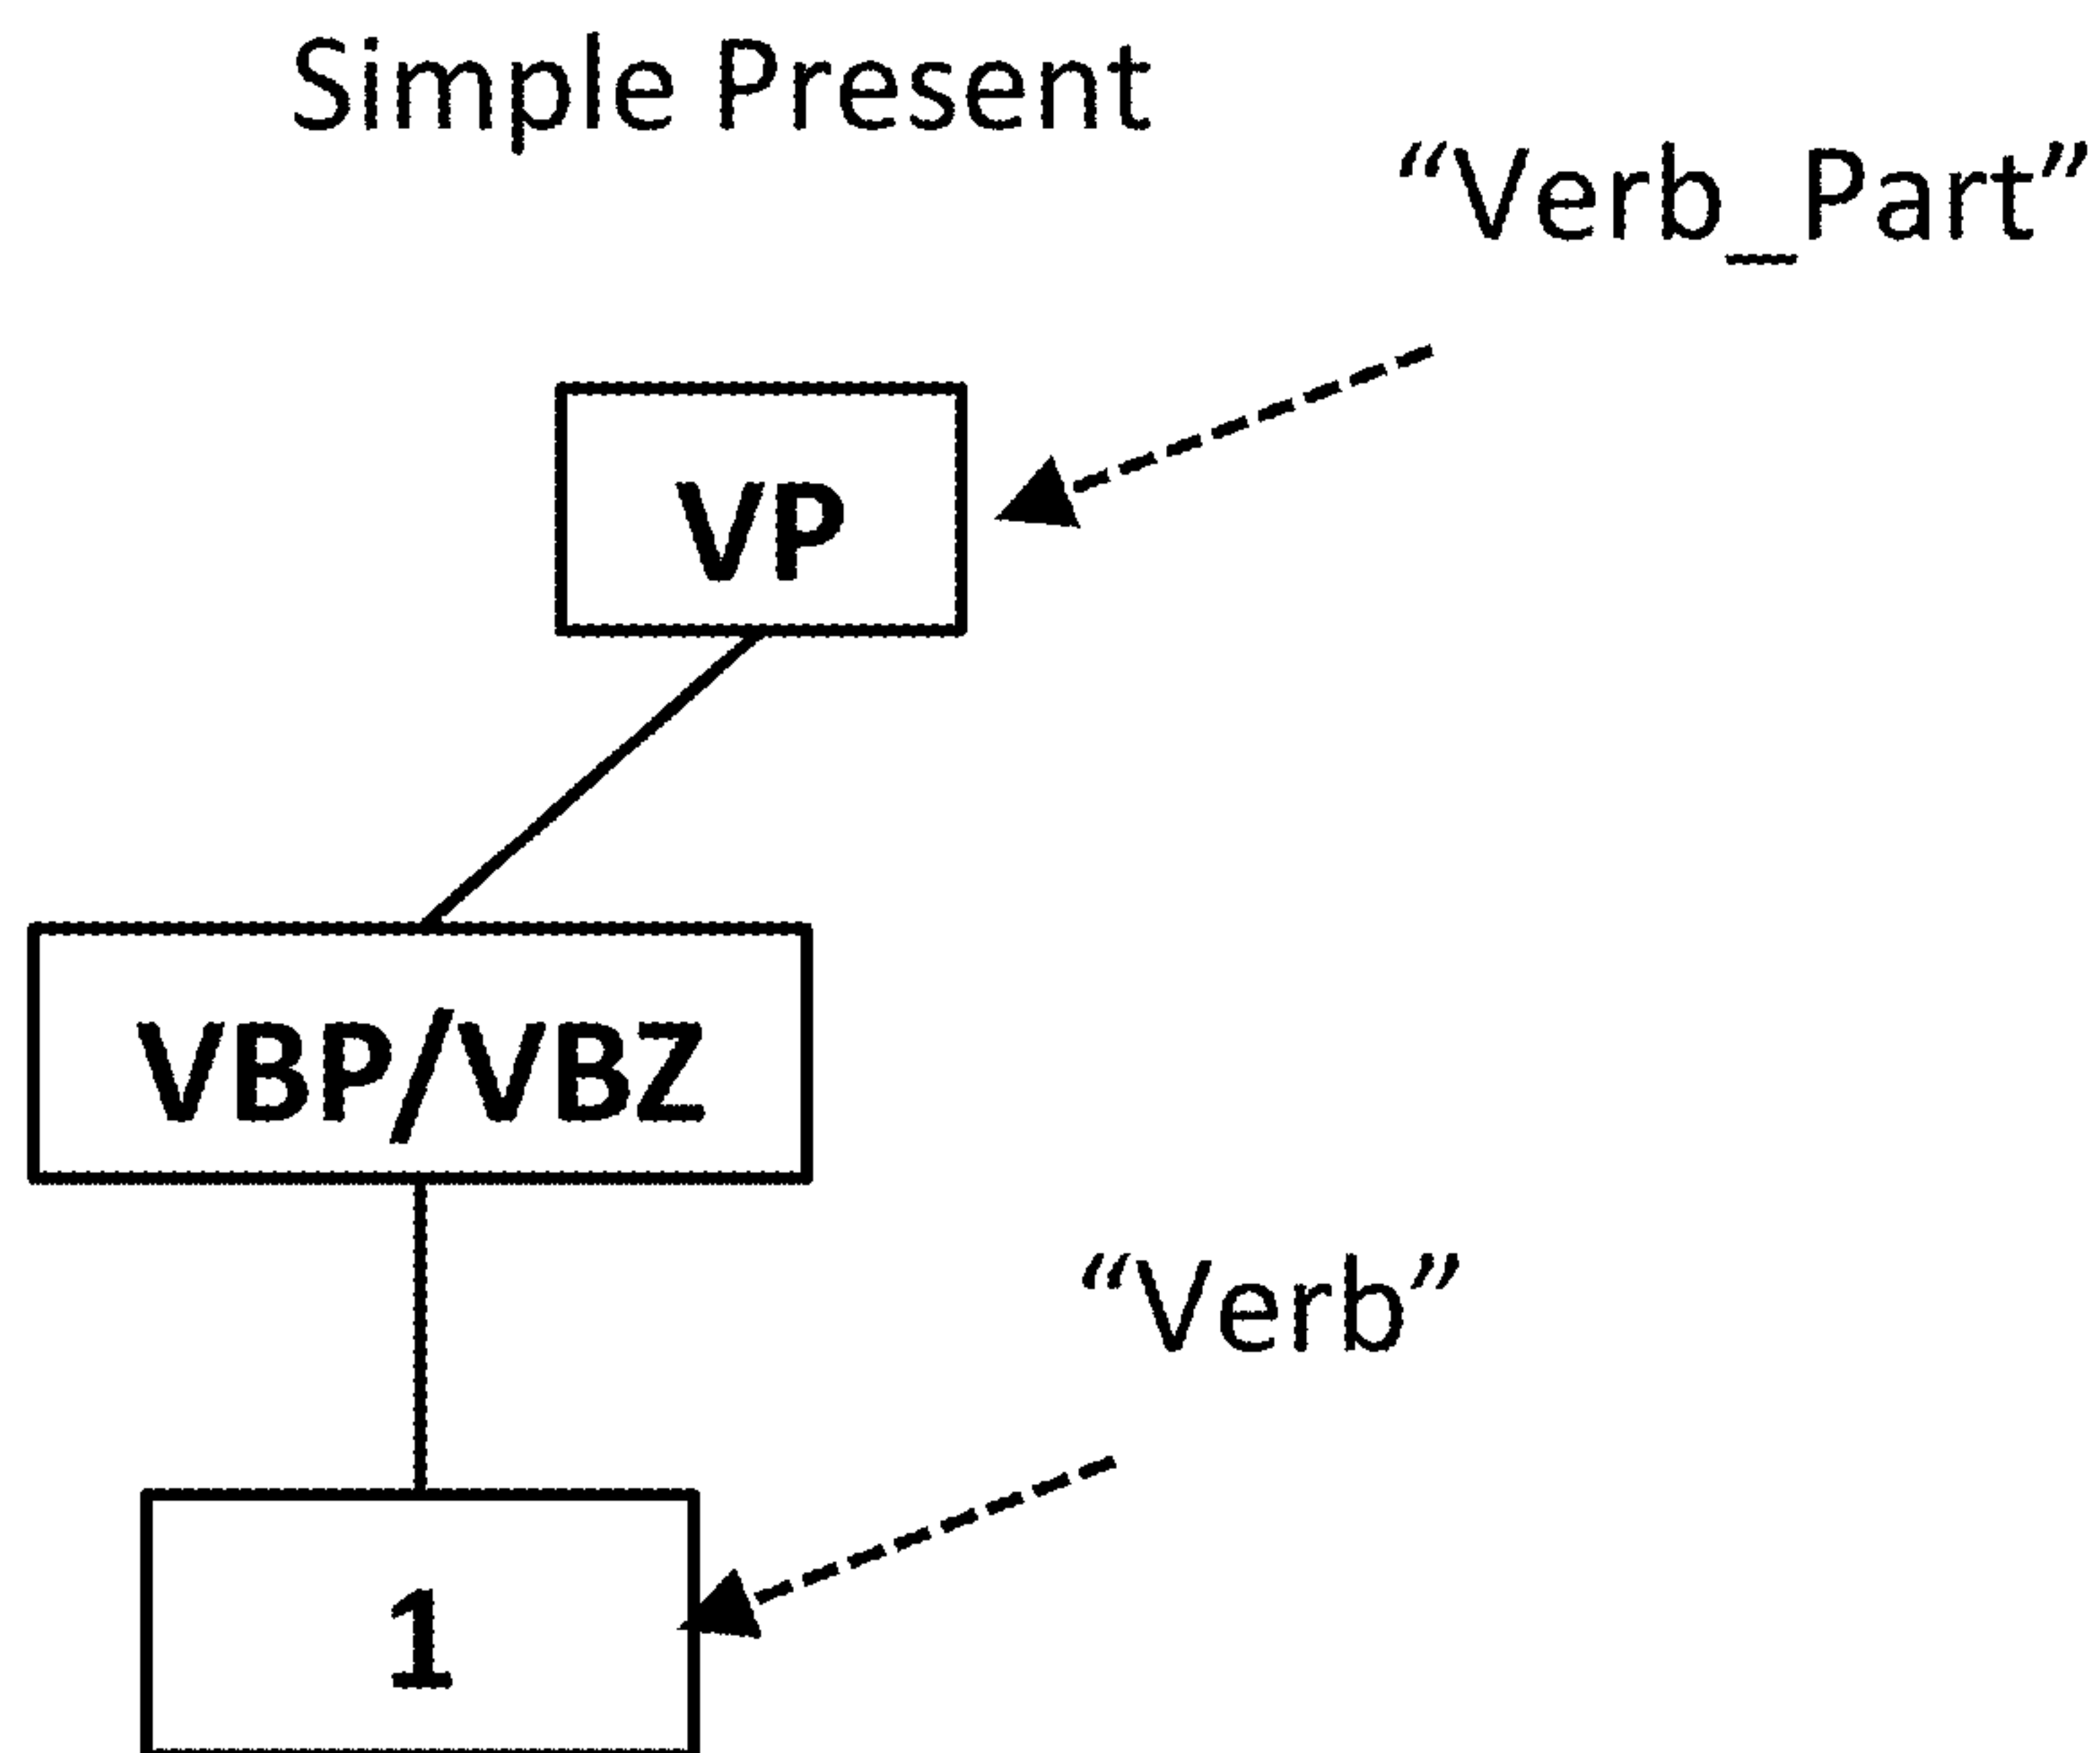 Simple Present
“Verb_Part”
VP
VBP/VBZ
“Verb”
1